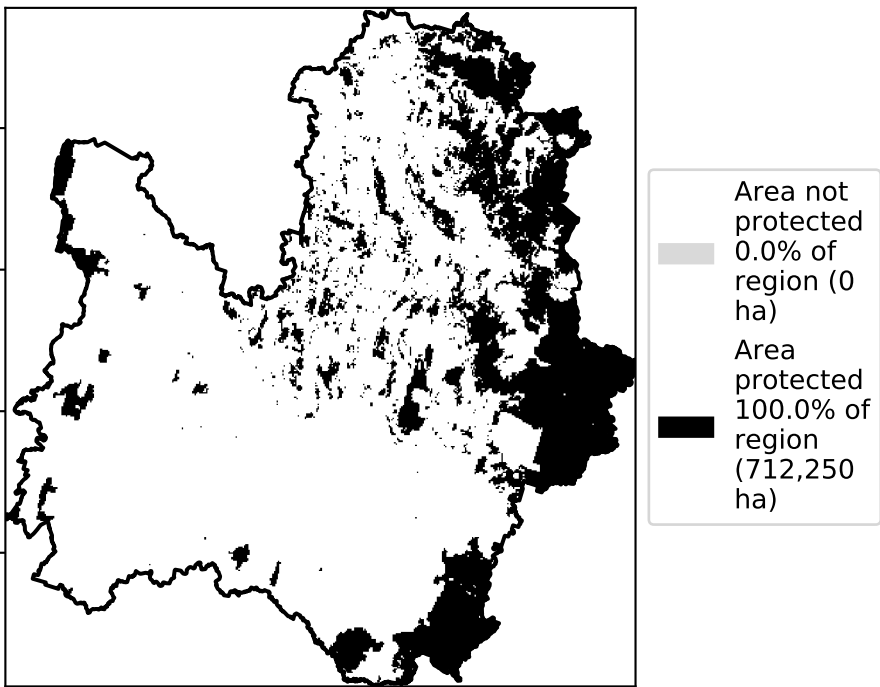 Area not
protected
0.0% of
region (0
ha)
Area
protected
100.0% of
region
(712,250
ha)